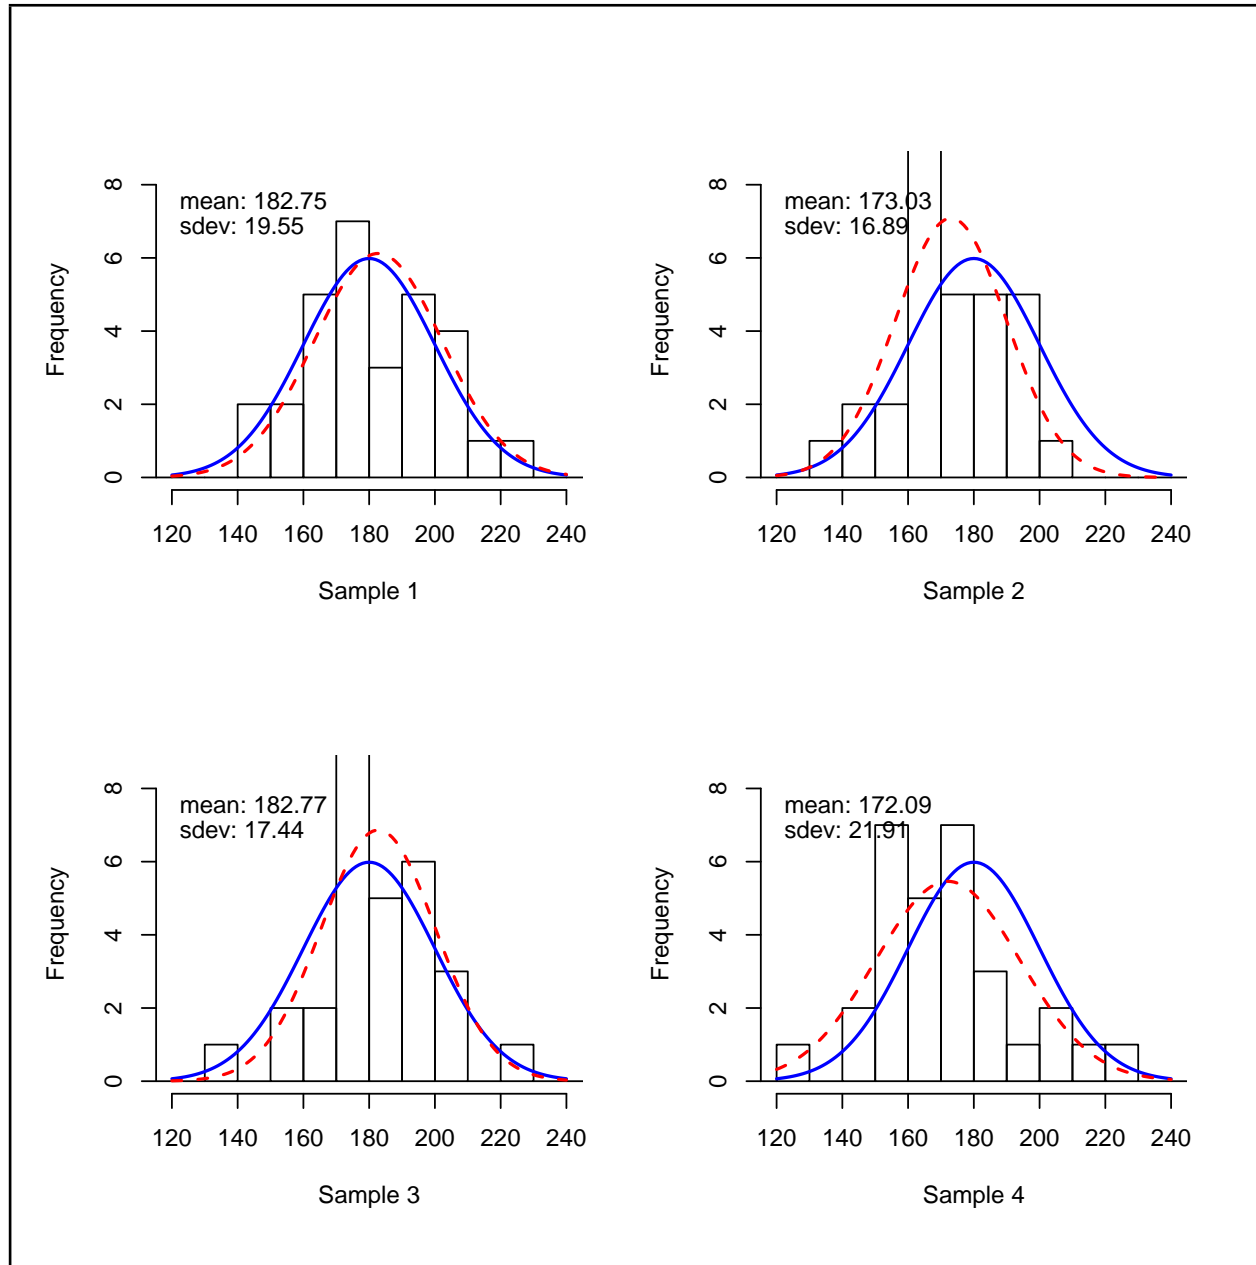 mean: 182.75
sdev: 19.55
Frequency
0 2 4 6 8
120 140 160 180 200 220 240
Sample 1
mean: 173.03
sdev: 16.89
Frequency
0 2 4 6 8
120 140 160 180 200 220 240
Sample 2
mean: 182.77
sdev: 17.44
Frequency
0 2 4 6 8
120 140 160 180 200 220 240
Sample 3
mean: 172.09
sdev: 21.91
Frequency
0 2 4 6 8
120 140 160 180 200 220 240
Sample 4